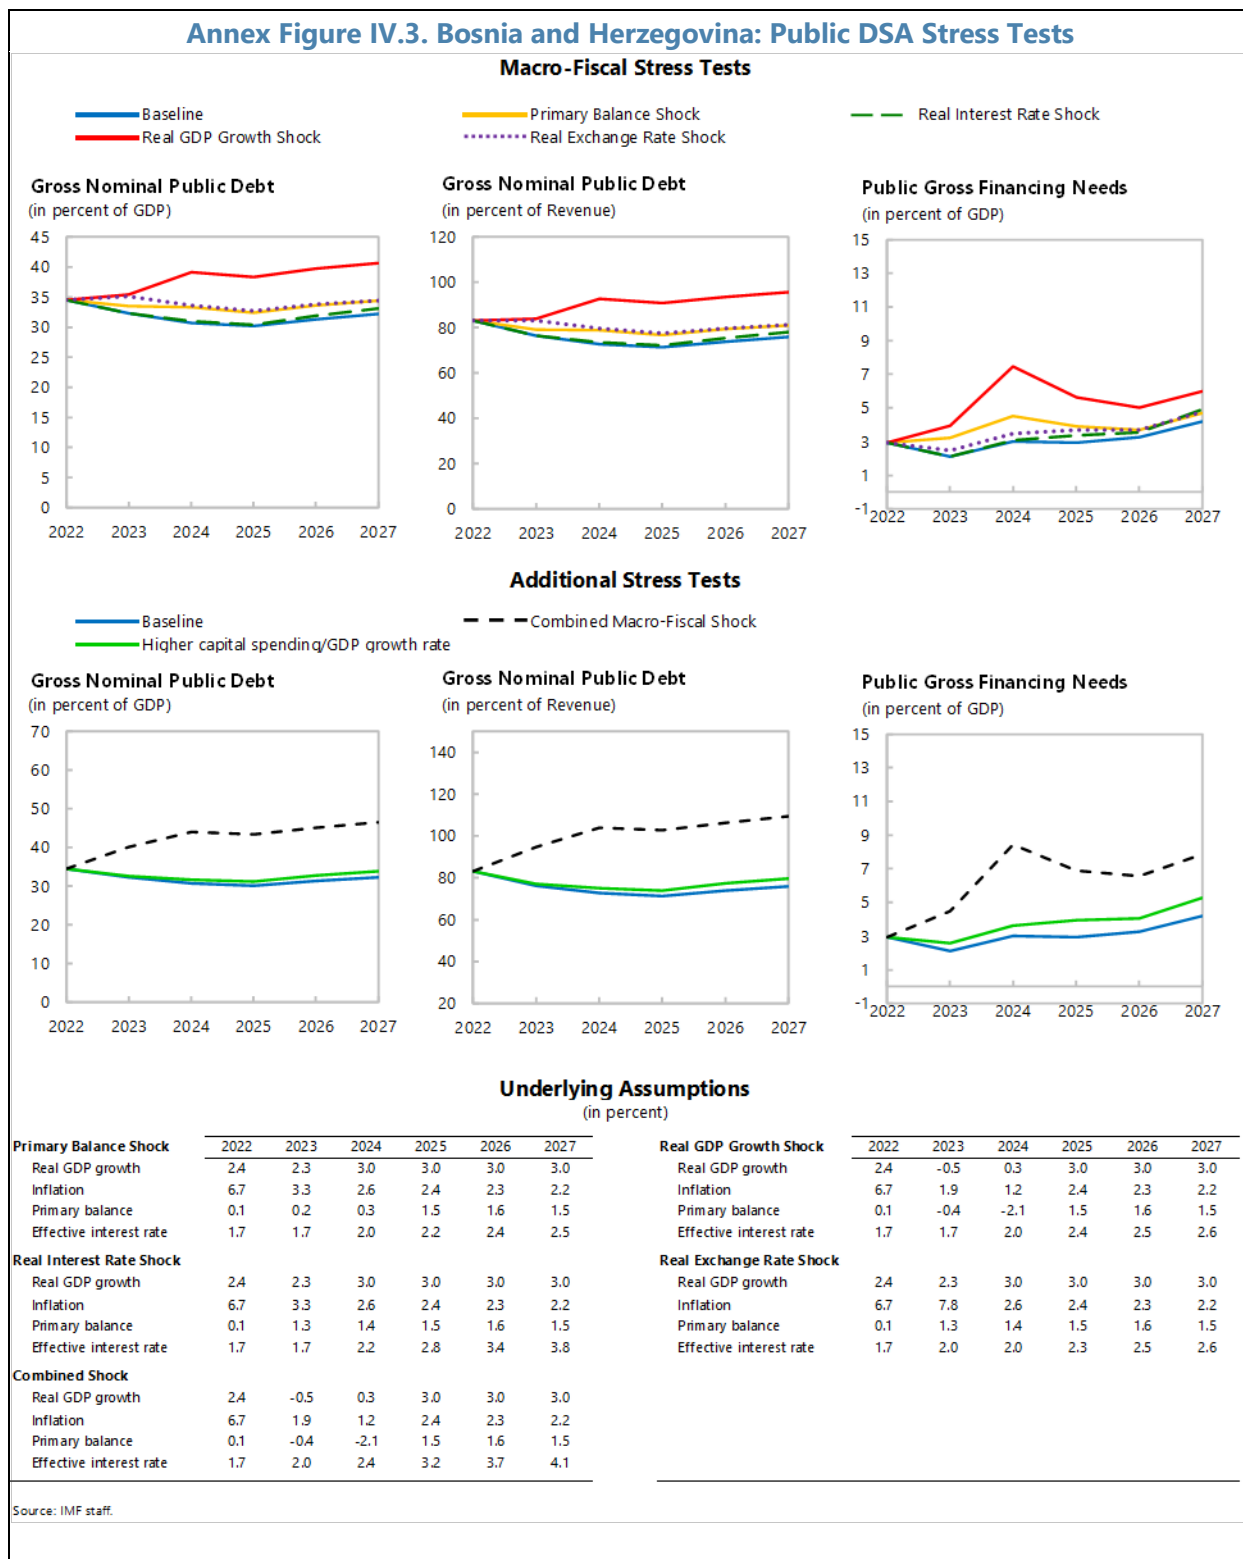 Annex Figure IV.3. Bosnia and Herzegovina: Public DSA Stress Tests
Macro-Fiscal Stress Tests
Baseline
Primary Balance Shock
Real Interest Rate Shock
Real GDP Growth Shock
Real Exchange Rate Shock
Gross Nominal Public Debt
(in percent of GDP)
45
40
35
30
25
20
15
10
5
0
2022 2023 2024 2025 2026 2027
Gross Nominal Public Debt
(in percent of Revenue)
120
100
80
60
40
20
0
2022 2023 2024 2025 2026 2027
Public Gross Financing Needs
(in percent of GDP)
15
13
11
9
7
5
3
1
-1
2022 2023 2024 2025 2026 2027
Additional Stress Tests
Baseline
Combined Macro-Fiscal Shock
Higher capital spending/GDP growth rate
Gross Nominal Public Debt
(in percent of GDP)
70
60
50
40
30
20
10
0
2022 2023 2024 2025 2026 2027
Gross Nominal Public Debt
(in percent of Revenue)
140
120
100
80
60
40
20
2022 2023 2024 2025 2026 2027
Public Gross Financing Needs
(in percent of GDP)
15
13
11
9
7
5
3
1
-1
2022 2023 2024 2025 2026 2027
Underlying Assumptions
(in percent)
Primary Balance Shock 2022 2023 2024 2025 2026 2027
Real GDP growth 2.4 2.3 3.0 3.0 3.0 3.0
Inflation 6.7 3.3 2.6 2.4 2.3 2.2
Primary balance 0.1 0.2 0.3 1.5 1.6 1.5
Effective interest rate 1.7 1.7 2.0 2.2 2.4 2.5
Real Interest Rate Shock
Real GDP growth 2.4 2.3 3.0 3.0 3.0 3.0
Inflation 6.7 3.3 2.6 2.4 2.3 2.2
Primary balance 0.1 1.3 1.4 1.5 1.6 1.5
Effective interest rate 1.7 1.7 2.2 2.8 3.4 3.8
Combined Shock
Real GDP growth 2.4 -0.5 0.3 3.0 3.0 3.0
Inflation 6.7 1.9 1.2 2.4 2.3 2.2
Primary balance 0.1 -0.4 -2.1 1.5 1.6 1.5
Effective interest rate 1.7 2.0 2.4 3.2 3.7 4.1
Real GDP Growth Shock 2022 2023 2024 2025 2026 2027
Real GDP growth 2.4 -0.5 0.3 3.0 3.0 3.0
Inflation 6.7 1.9 1.2 2.4 2.3 2.2
Primary balance 0.1 -0.4 -2.1 1.5 1.6 1.5
Effective interest rate 1.7 1.7 2.0 2.4 2.5 2.6
Real Exchange Rate Shock
Real GDP growth 2.4 2.3 3.0 3.0 3.0 3.0
Inflation 6.7 7.8 2.6 2.4 2.3 2.2
Primary balance 0.1 1.3 1.4 1.5 1.6 1.5
Effective interest rate 1.7 2.0 2.0 2.3 2.5 2.6
Source: IMF staff.